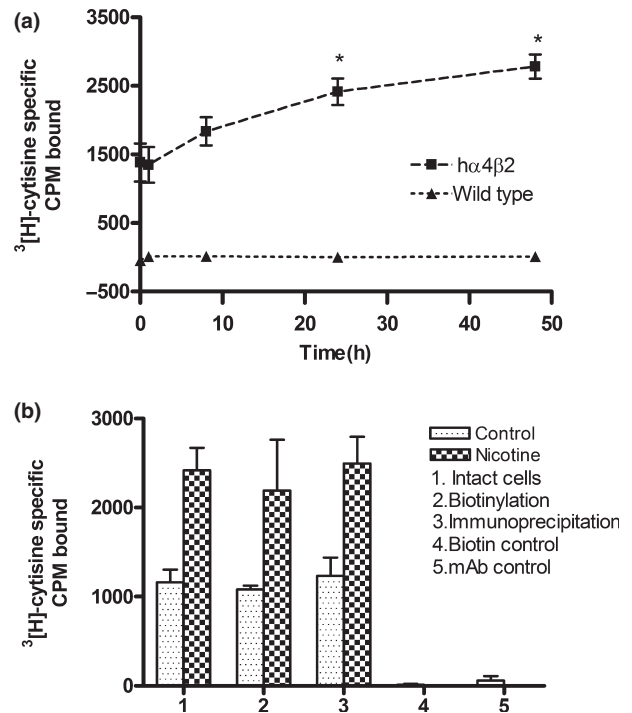 (a)
3500
2500
1500
500
–500
³[H]-cytisine specific
CPM bound
*
*
hα4β2
Wild type
0
10
20
30
40
50
Time(h)
(b)
3000
2000
1000
0
³[H]-cytisine specific
CPM bound
Control
Nicotine
1. Intact cells
2.Biotinylation
3.Immunoprecipitation
4.Biotin control
5.mAb control
1
2
3
4
5